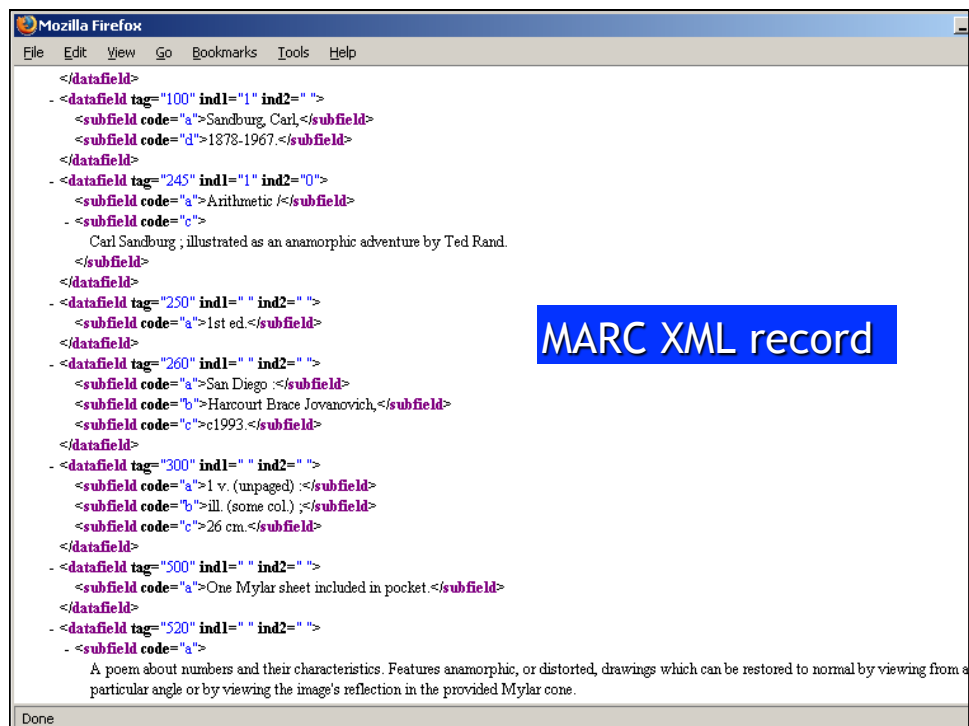 Mozilla Firefox
File Edit View Go Bookmarks Tools Help
</datafield>
- <datafield tag="100" ind1="1" ind2=" ">
<subfield code="a">Sandburg, Carl,</subfield>
<subfield code="d">1878-1967.</subfield>
</datafield>
- <datafield tag="245" ind1="1" ind2="0">
<subfield code="a">Arithmetic /</subfield>
- <subfield code="c">
Carl Sandburg ; illustrated as an anamorphic adventure by Ted Rand.
</subfield>
</datafield>
- <datafield tag="250" ind1=" " ind2=" ">
<subfield code="a">1st ed.</subfield>
</datafield>
MARC XML record
- <datafield tag="260" ind1=" " ind2=" ">
<subfield code="a">San Diego :</subfield>
<subfield code="b">Harcourt Brace Jovanovich,</subfield>
<subfield code="c">c1993.</subfield>
</datafield>
- <datafield tag="300" ind1=" " ind2=" ">
<subfield code="a">1 v. (unpaged) :</subfield>
<subfield code="b">ill. (some col.) ;</subfield>
<subfield code="c">26 cm.</subfield>
</datafield>
- <datafield tag="500" ind1=" " ind2=" ">
<subfield code="a">One Mylar sheet included in pocket.</subfield>
</datafield>
- <datafield tag="520" ind1=" " ind2=" ">
- <subfield code="a">
A poem about numbers and their characteristics. Features anamorphic, or distorted, drawings which can be restored to normal by viewing from a
particular angle or by viewing the image's reflection in the provided Mylar cone.
Done